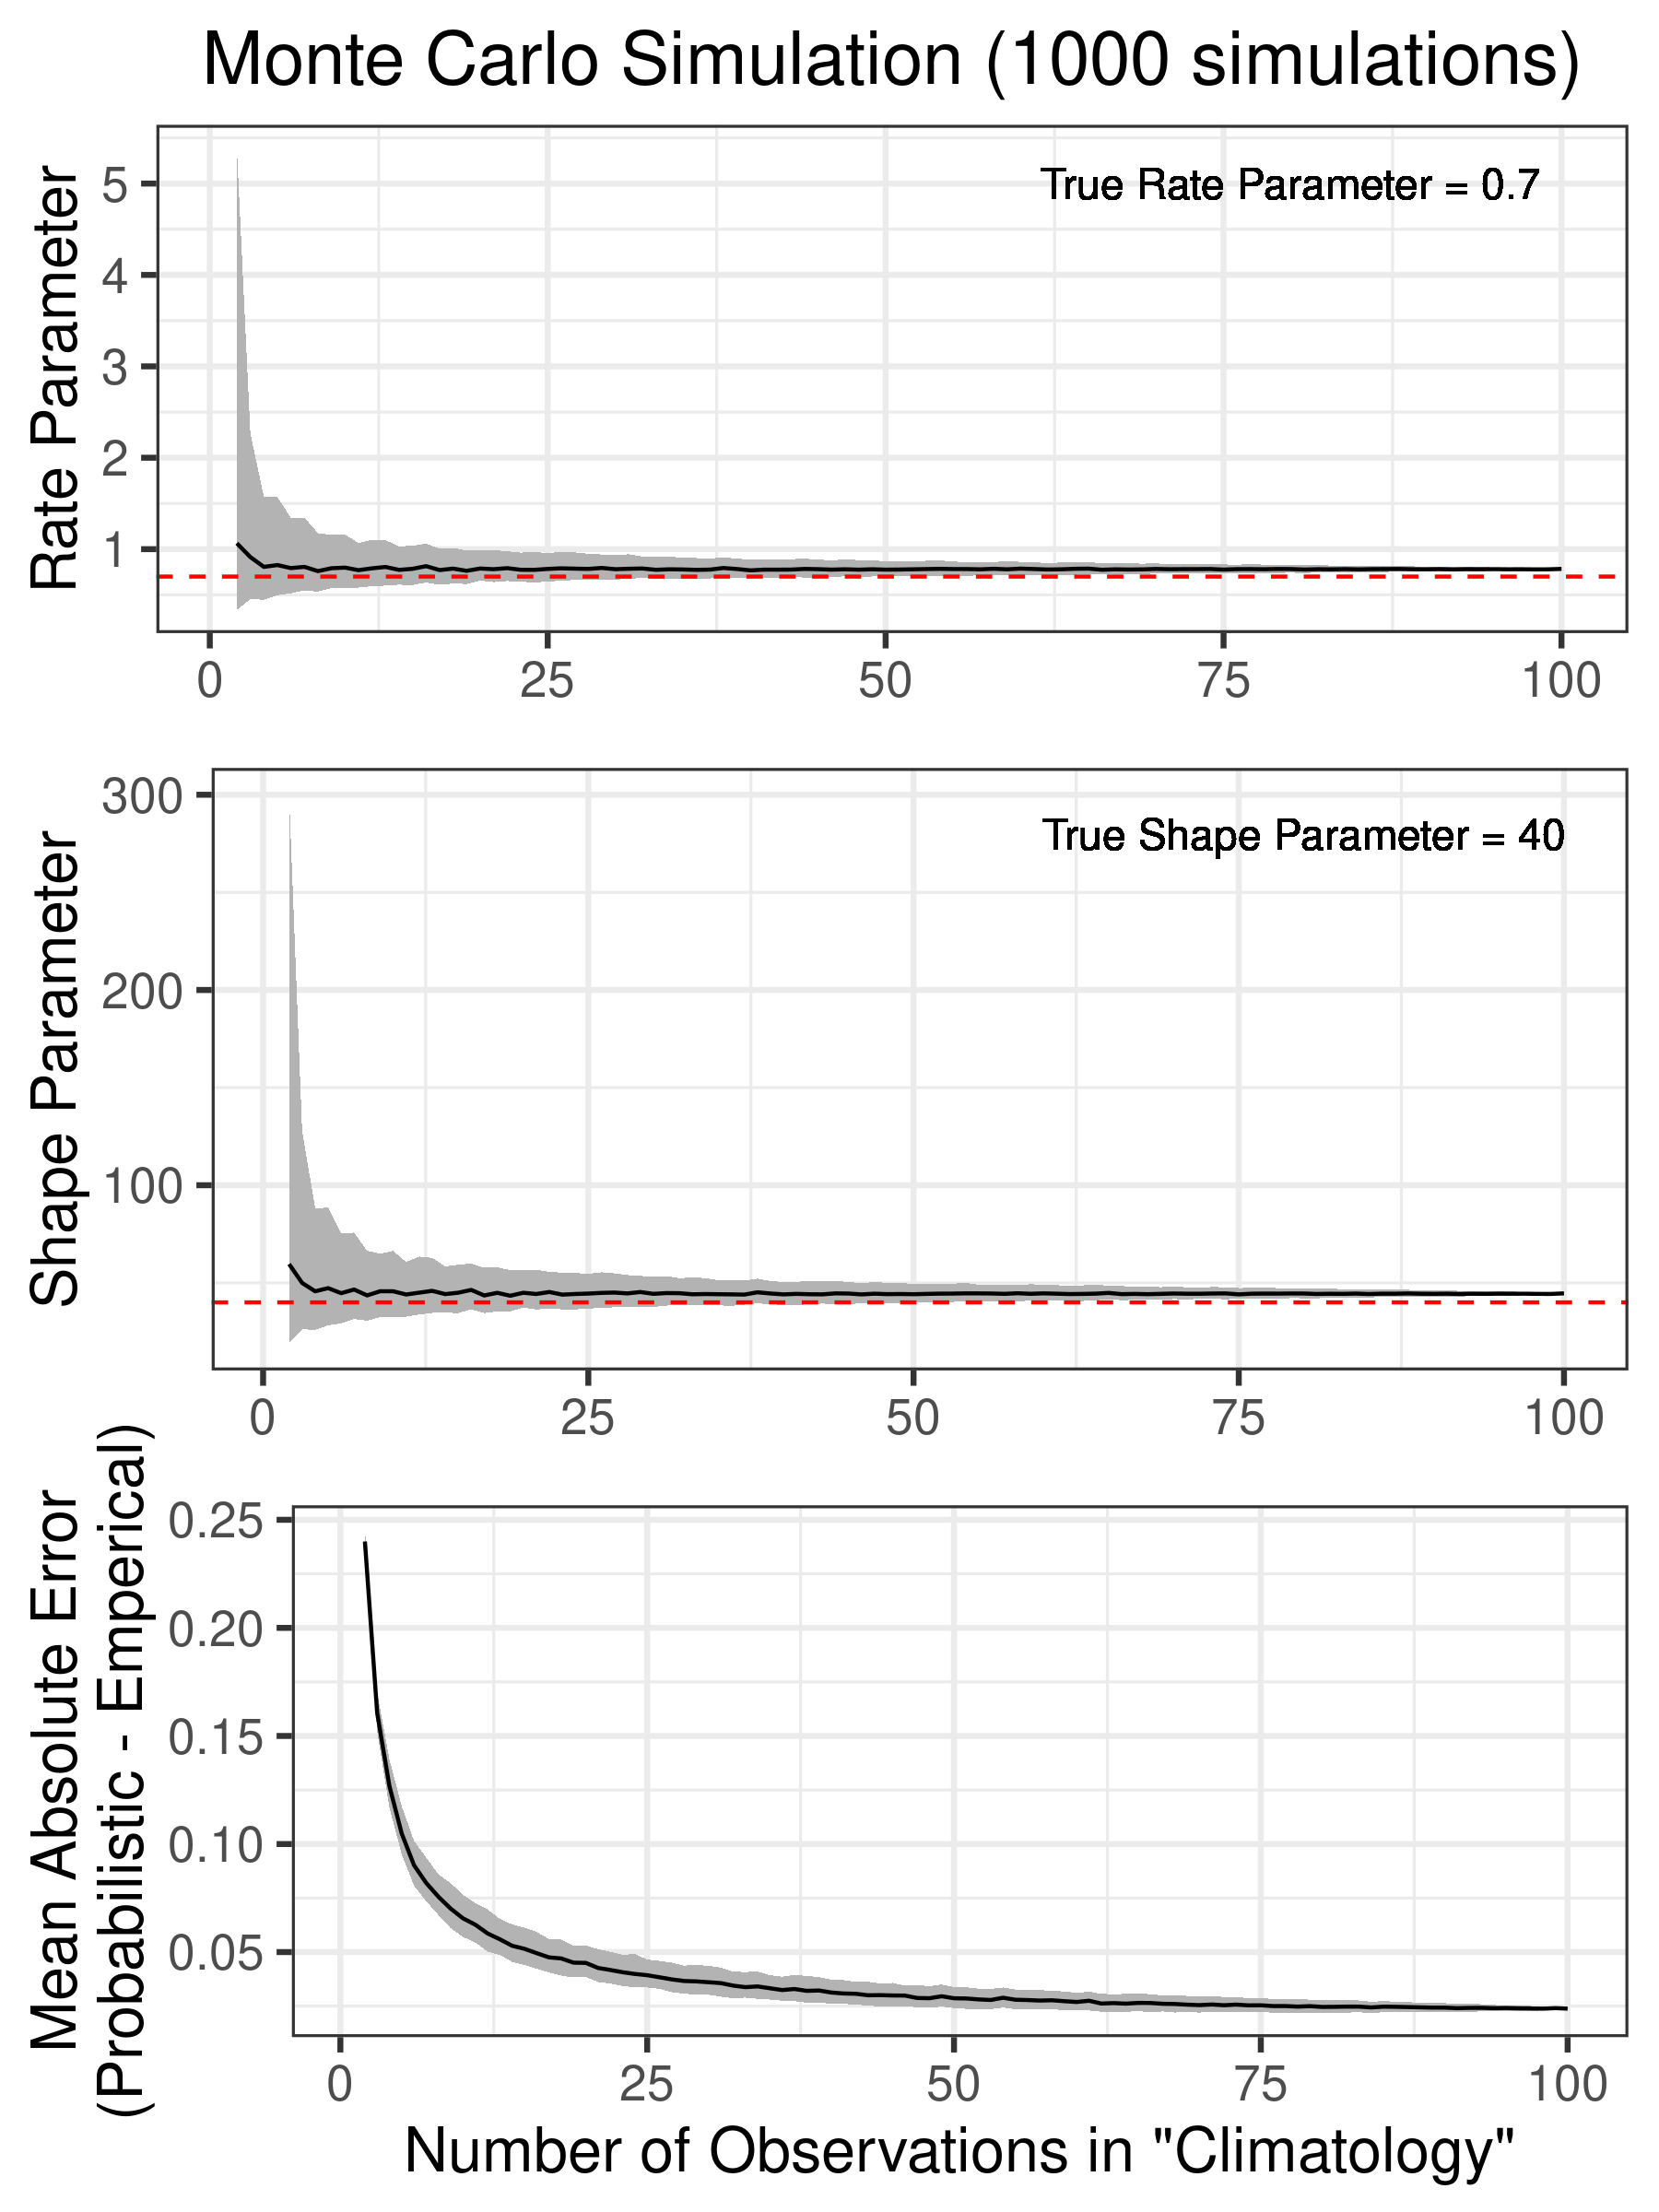 Monte Carlo Simulation (1000 simulations)
Rate Parameter
5
4
3
2
1
True Rate Parameter = 0.7
0 25 50 75 100
Shape Parameter
300
200
100
True Shape Parameter = 40
0 25 50 75 100
Mean Absolute Error
(Probabilistic - Emperical)
0.25
0.20
0.15
0.10
0.05
0 25 50 75 100
Number of Observations in "Climatology"